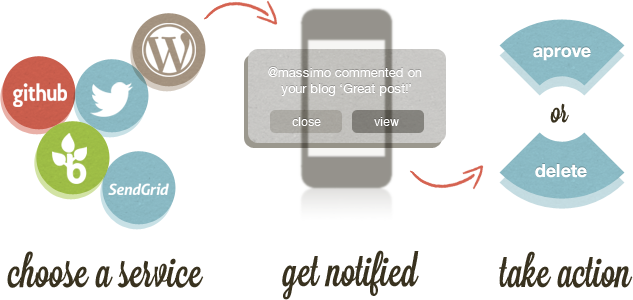 github
SendGrid
choose a service
@massimo commented on
your blog 'Great post!'
close
view
get notified
aprove
or
delete
take action